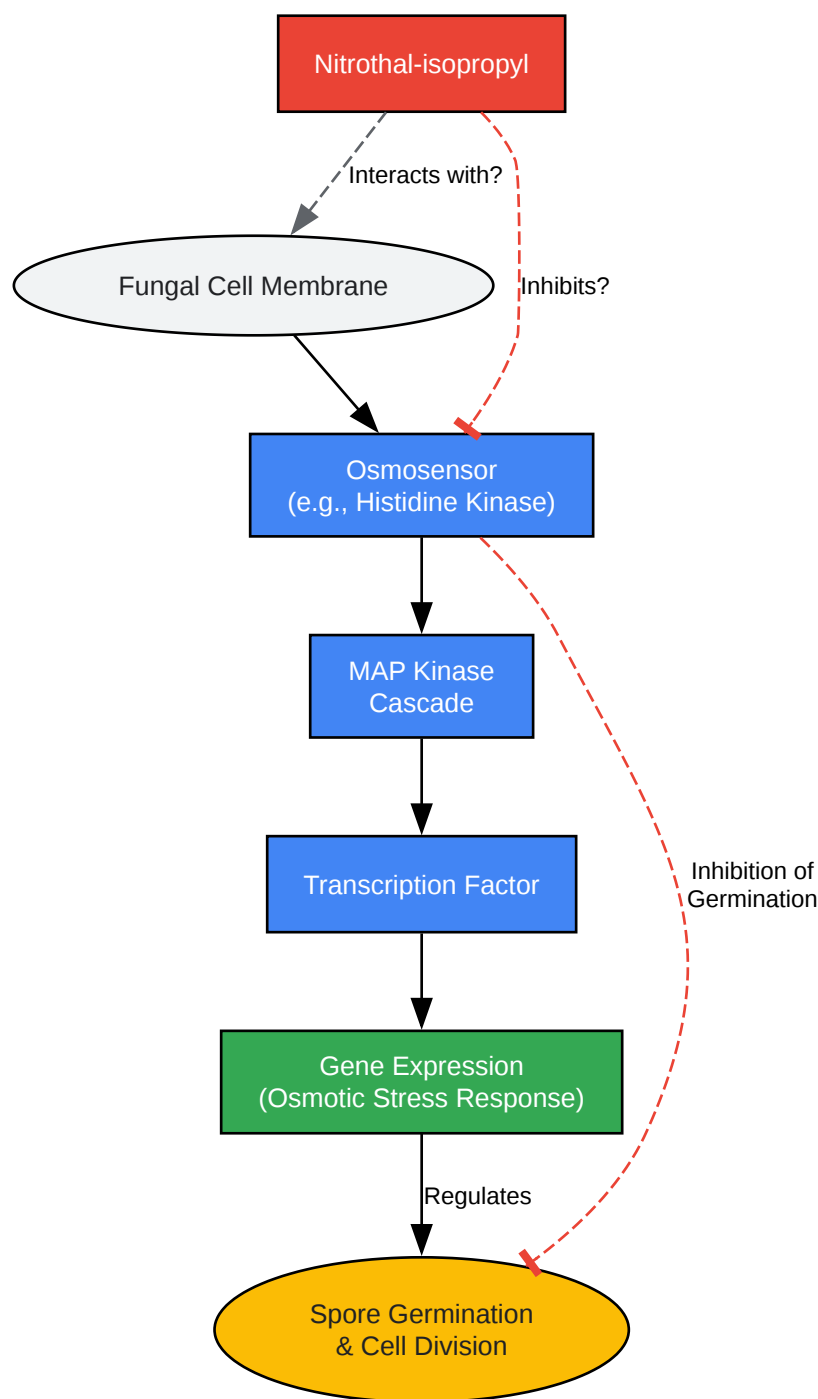 Nitrothal-isopropyl
Interacts with?
Fungal Cell Membrane
Inhibits?
Osmosensor
(e.g., Histidine Kinase)
MAP Kinase
Cascade
Transcription Factor
Inhibition of
Germination
Gene Expression
(Osmotic Stress Response)
Regulates
Spore Germination
& Cell Division